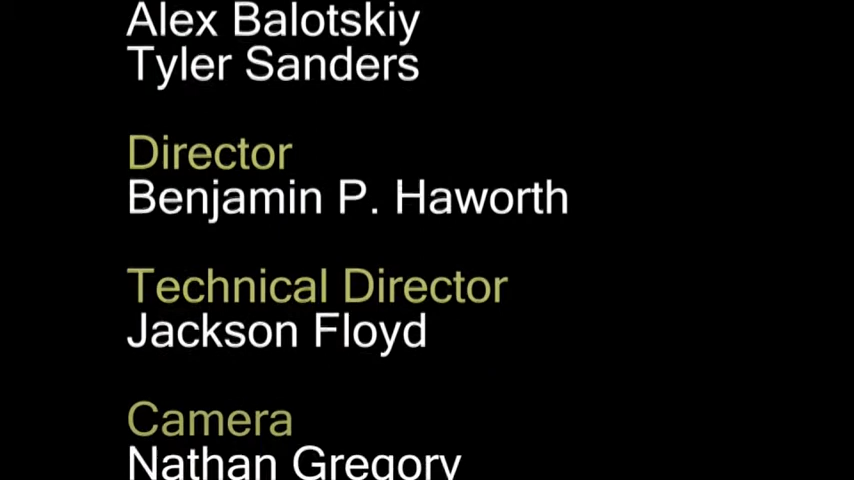 Alex Balotskiy
Tyler Sanders
Director
Benjamin P. Haworth
Technical Director
Jackson Floyd
Camera
Nathan Gregory